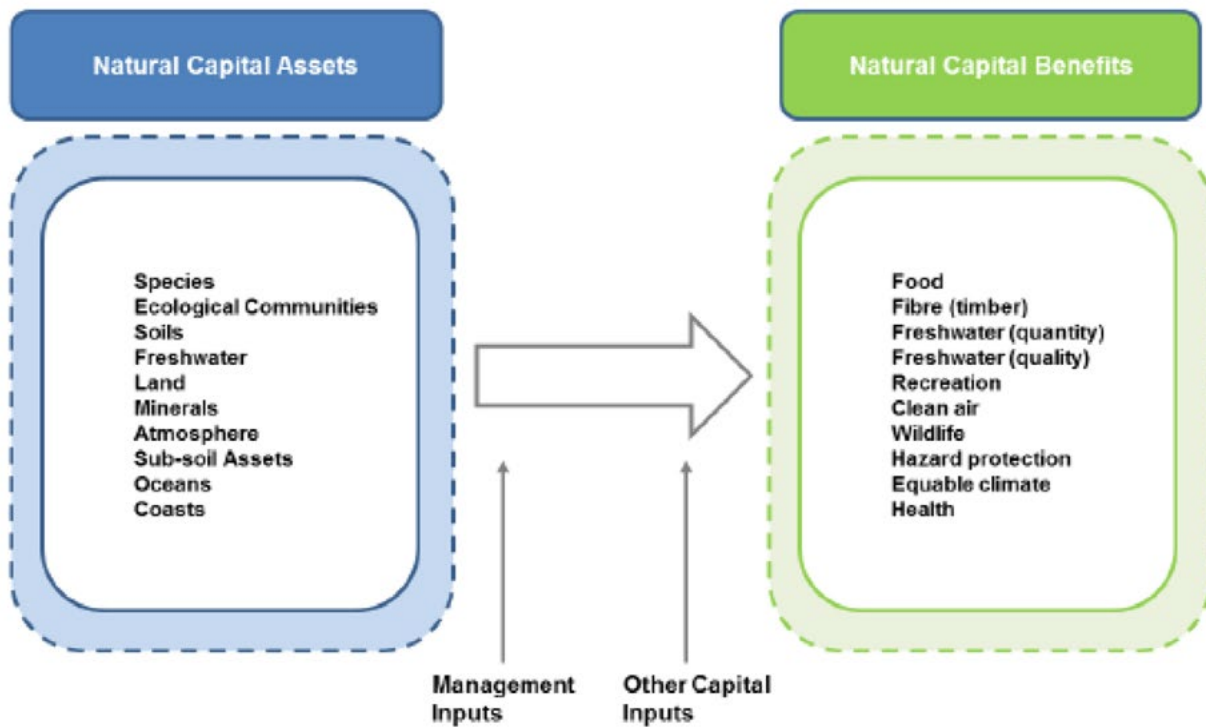 Natural Capital Assets
Natural Capital Benefits
Species
Ecological Communities
Soils
Freshwater
Land
Minerals
Atmosphere
Sub-soil Assets
Oceans
Coasts
Food
Fibre (timber)
Freshwater (quantity)
Freshwater (quality)
Recreation
Clean air
Wildlife
Hazard protection
Equable climate
Health
Management
Inputs
Other Capital
Inputs